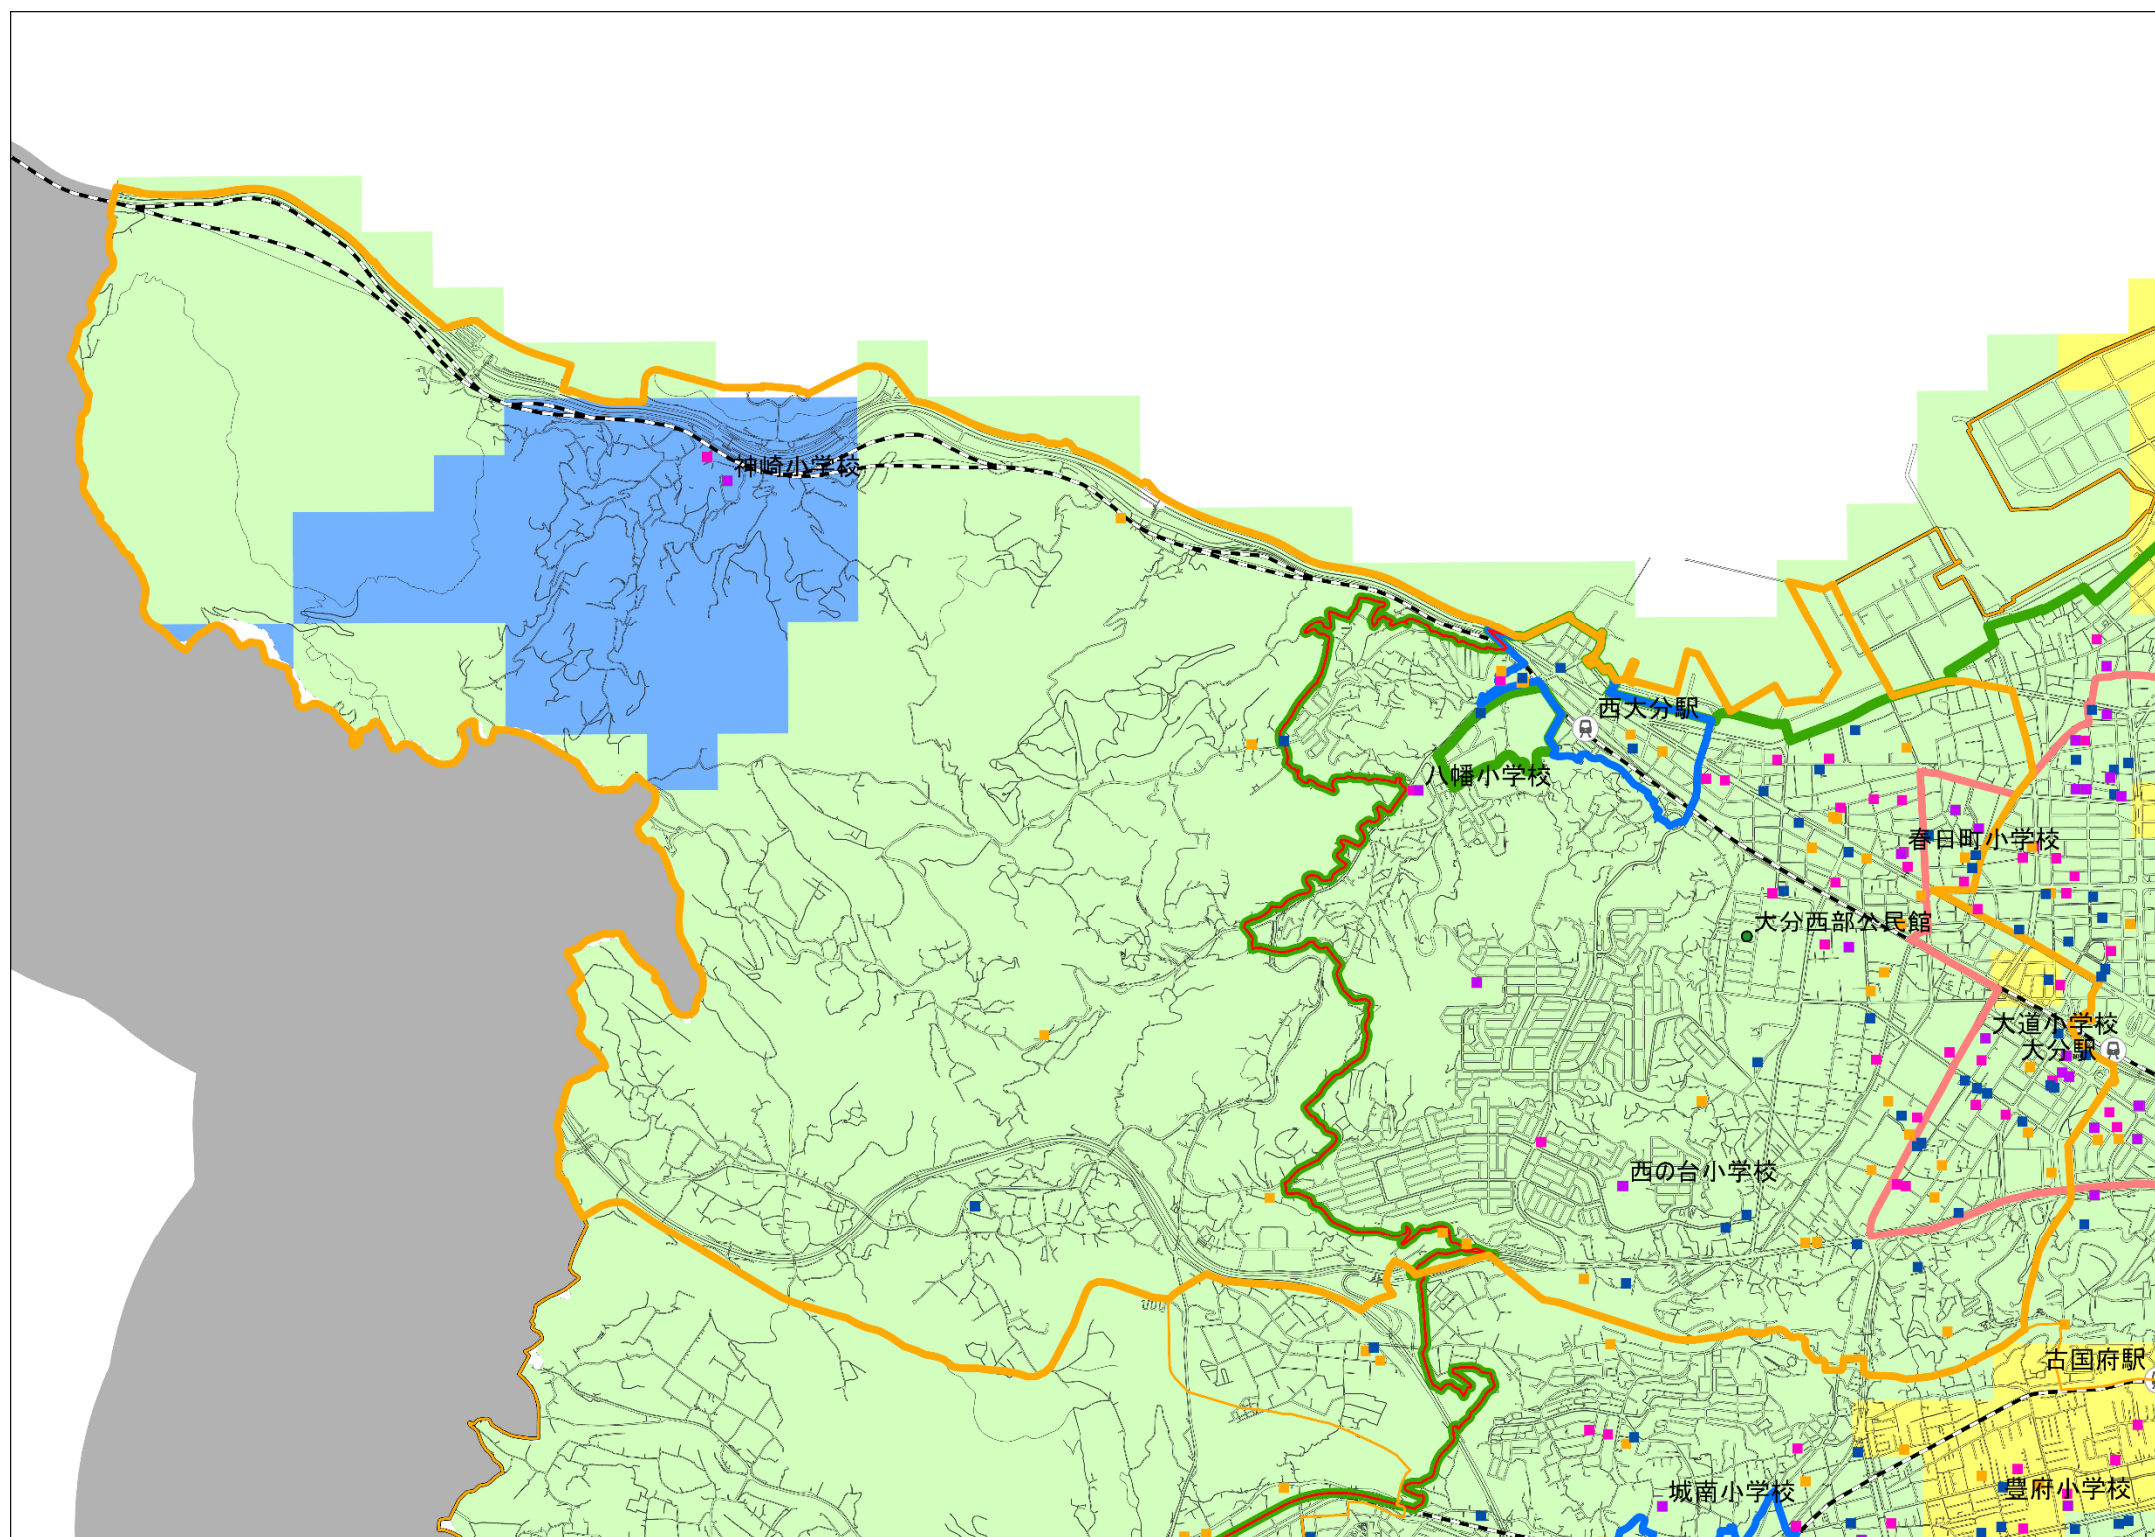 神崎小学校
西大分駅
八幡小学校
春日町小学校
大分西部公民館
大道小学校
大分駅
西の台小学校
古国府駅
豊府小学校
城南小学校